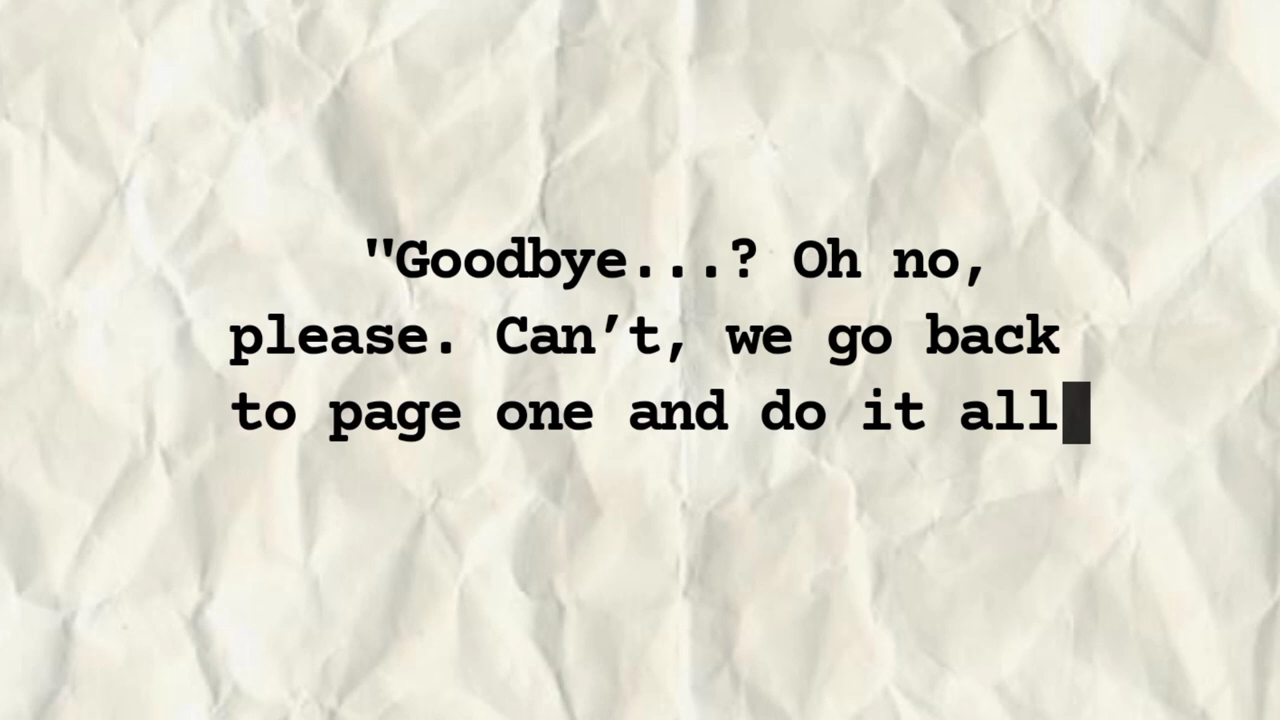 "Goodbye...? Oh no,
please. Can’t, we go back
to page one and do it all